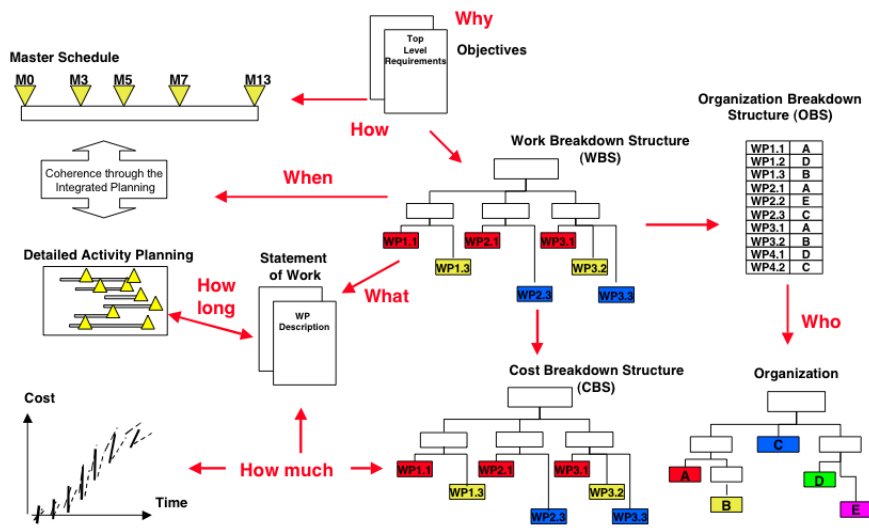 Why
Top
Level
Requirements
Objectives
Master Schedule
M0 M3 M5 M7 M13
How
Organization Breakdown
Structure (OBS)
Work Breakdown Structure
(WBS)
WP1.1 A
WP1.2 D
WP1.3 B
WP2.1 A
WP2.2 E
WP2.3 C
WP3.1 A
WP3.2 B
WP4.1 D
WP4.2 C
Coherence through the
Integrated Planning
When
WP1.1 WP2.1 WP3.1
WP1.3 WP3.2
WP2.3 WP3.3
Detailed Activity Planning
Statement
of Work
How
long
What
WP
Description
Who
Cost Breakdown Structure
(CBS)
Organization
Cost
Time
How much
WP1.1 WP2.1 WP3.1
WP1.3 WP3.2
WP2.3 WP3.3
C
A
D
B
E